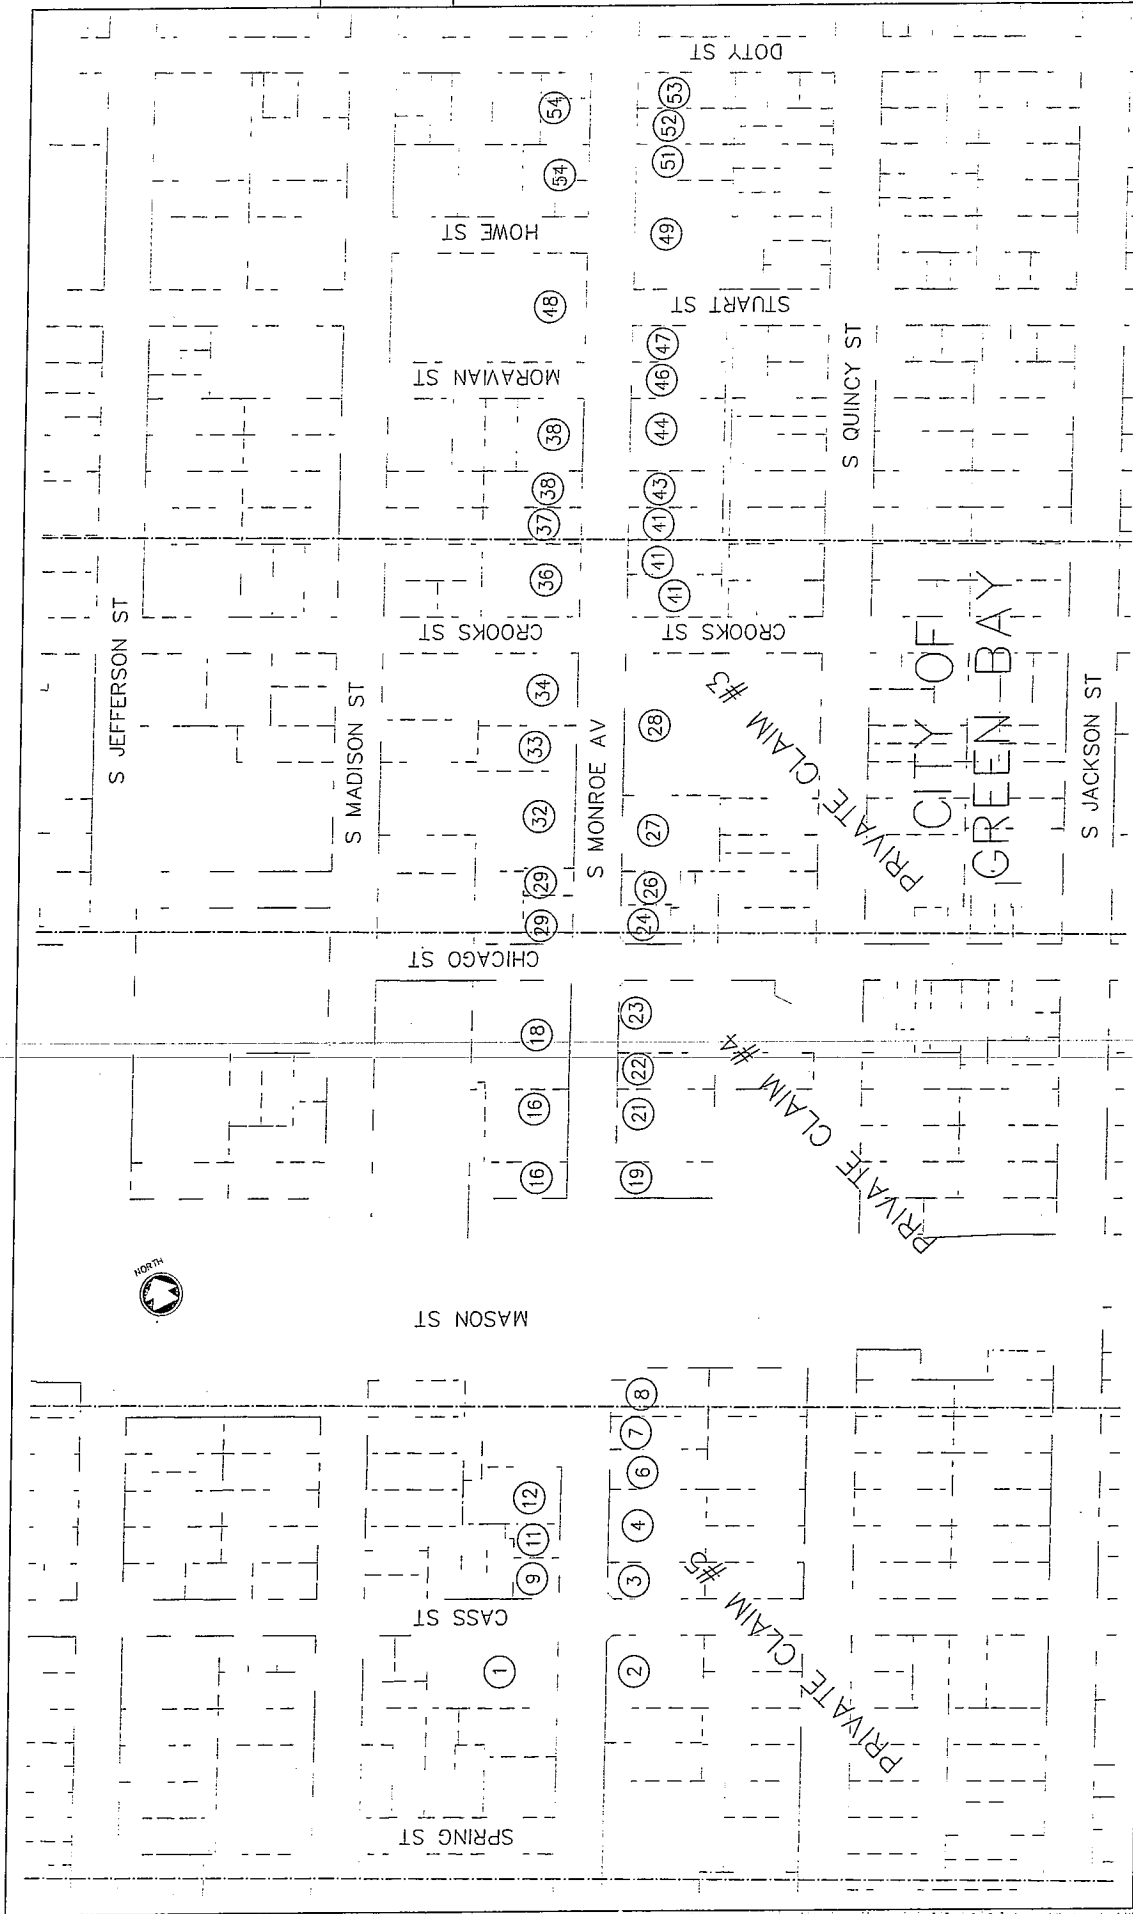 DOTY ST
54
53
52
54
51
HOWE ST
49
48
STUART ST
47
MORAVIAN ST
46
S QUINCY ST
38
44
38
43
37
41
36
41
41
S JEFFERSON ST
CROOKS ST
CROOKS ST
S MADISON ST
34
33
28
PRIVATE CLAIM #3
CITY OF
GREEN BAY
S JACKSON ST
32
S MONROE AV
27
29
26
29
24
CHICAGO ST
18
23
22
16
21
16
19
PRIVATE CLAIM #4
NORTH
MASON ST
8
7
12
6
11
4
9
3
CASS ST
PRIVATE CLAIM #5
1
2
SPRING ST